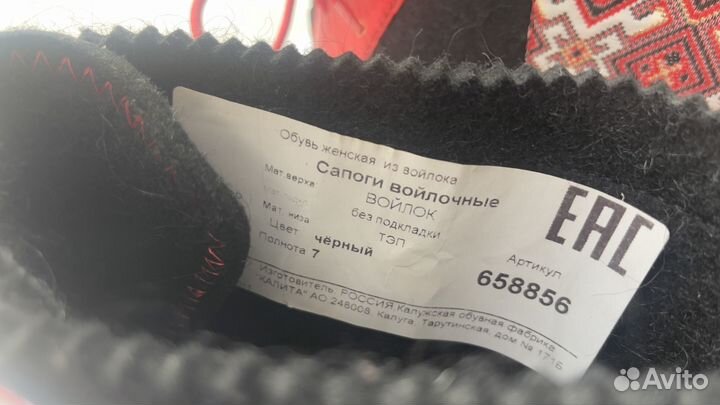 Обувь женская из войлока
Сапоги войлочные
Мат.верха: ВОЙЛОК
без подкладки
Мат. низа ТЭП
Цвет чёрный
Полнота 7
EAC
Артикул
658856
Изготовитель: РОССИЯ, Калужская обувная фабрика
"КАЛИТА" АО 248008, Калуга, Тарутинская, дом № 171Б
Avito